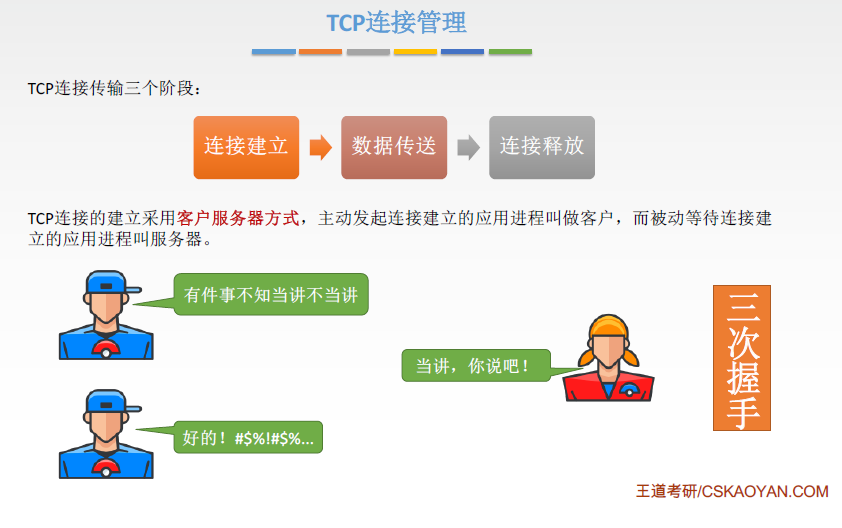 TCP连接管理
TCP连接传输三个阶段：
连接建立
数据传送
连接释放
TCP连接的建立采用客户服务器方式，主动发起连接建立的应用进程叫做客户，而被动等待连接建
立的应用进程叫服务器。
有件事不知当讲不当讲
当讲，你说吧！
好的！#$%!#$%...
三次握手
王道考研/CSKAOYAN.COM